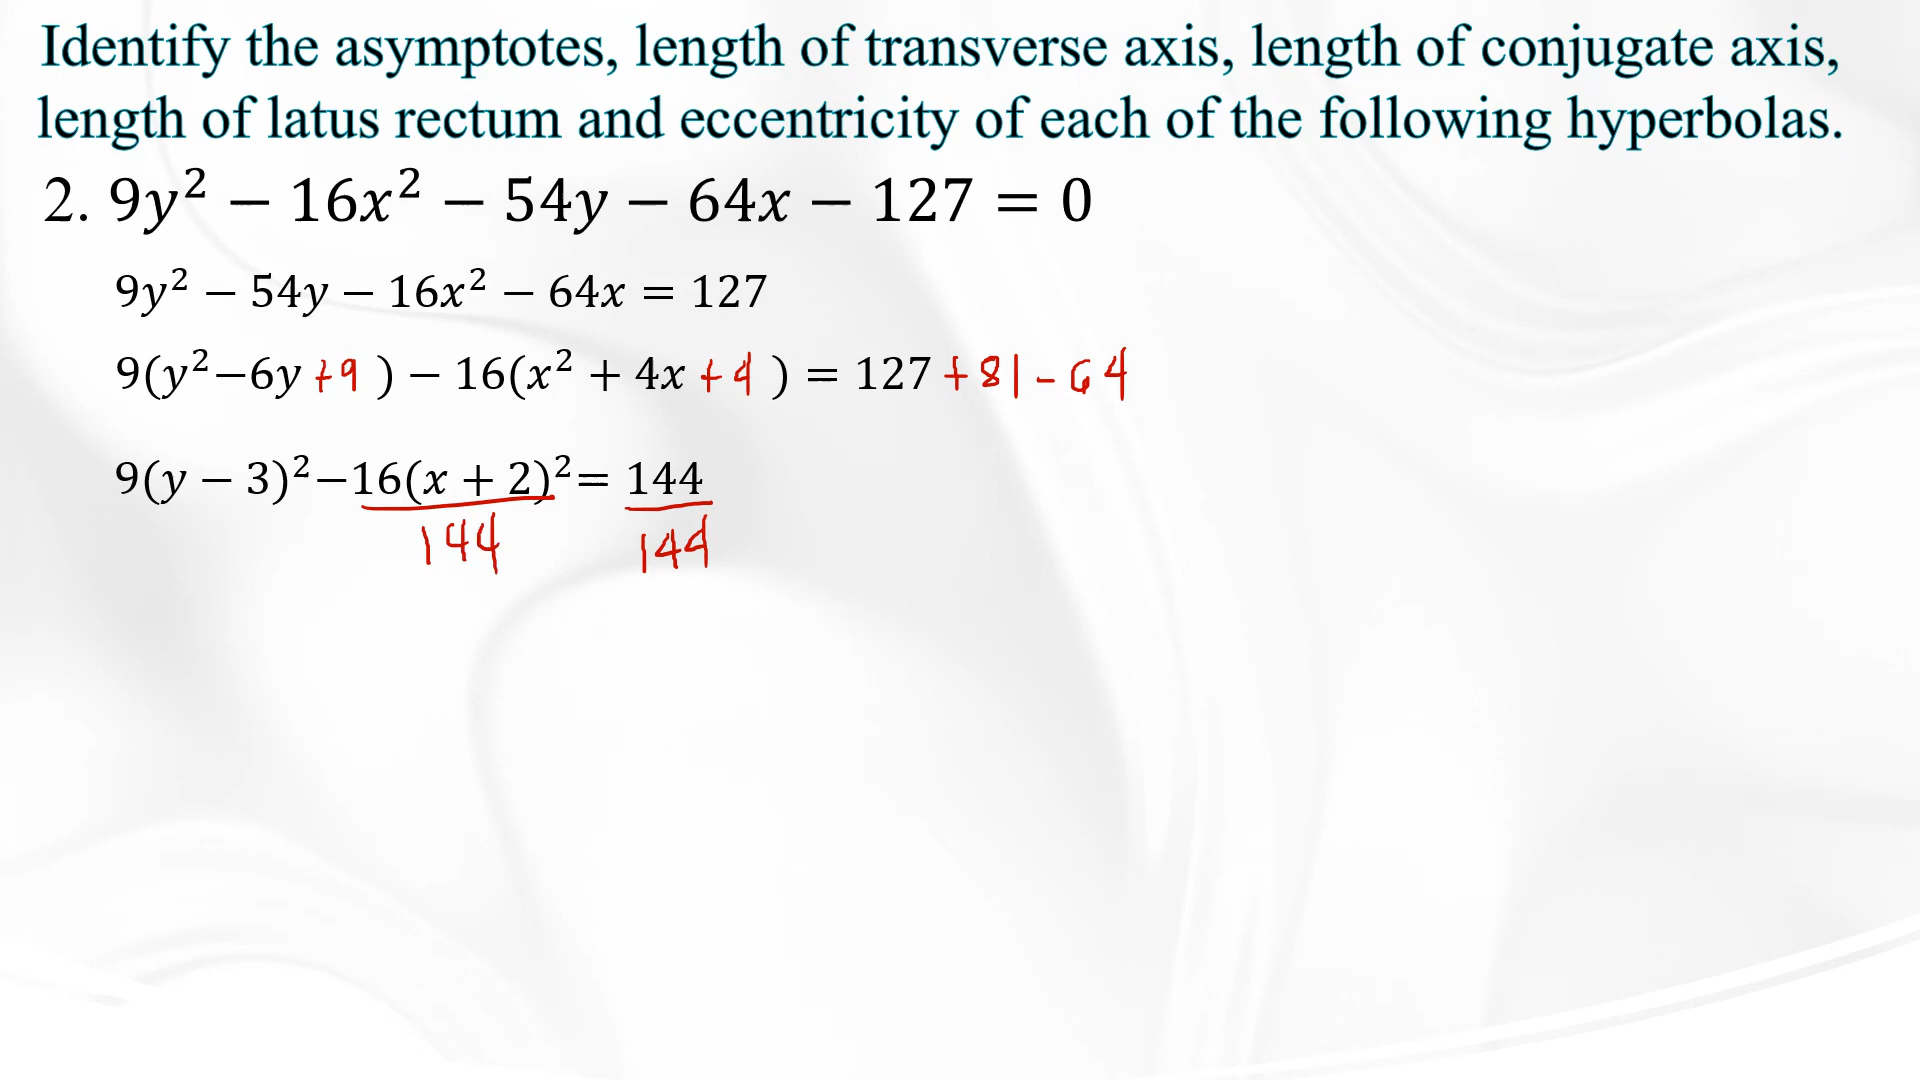 Identify the asymptotes, length of transverse axis, length of conjugate axis,
length of latus rectum and eccentricity of each of the following hyperbolas.
2. 9y² − 16x² − 54y − 64x − 127 = 0
9y² − 54y − 16x² − 64x = 127
9(y²−6y +9 ) − 16(x² + 4x +4 ) = 127 +81 - 64
9(y − 3)²−16(x + 2)²= 144
144 144